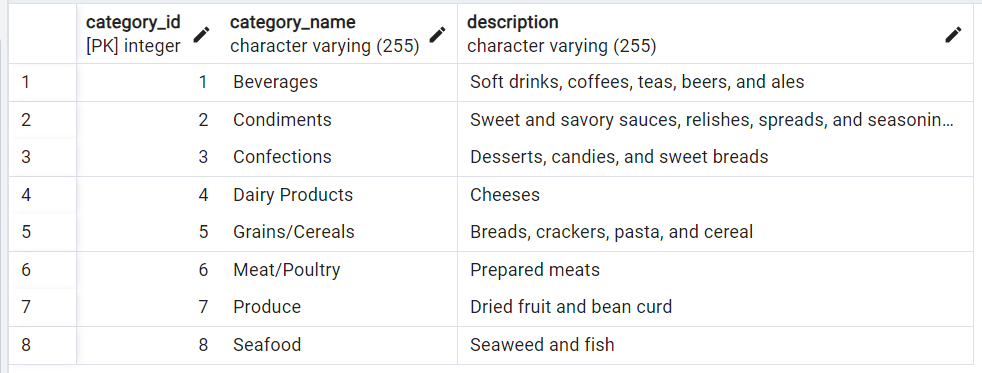 category_id category_name description
[PK] integer character varying (255) character varying (255)
1 1 Beverages Soft drinks, coffees, teas, beers, and ales
2 2 Condiments Sweet and savory sauces, relishes, spreads, and seasonin...
3 3 Confections Desserts, candies, and sweet breads
4 4 Dairy Products Cheeses
5 5 Grains/Cereals Breads, crackers, pasta, and cereal
6 6 Meat/Poultry Prepared meats
7 7 Produce Dried fruit and bean curd
8 8 Seafood Seaweed and fish